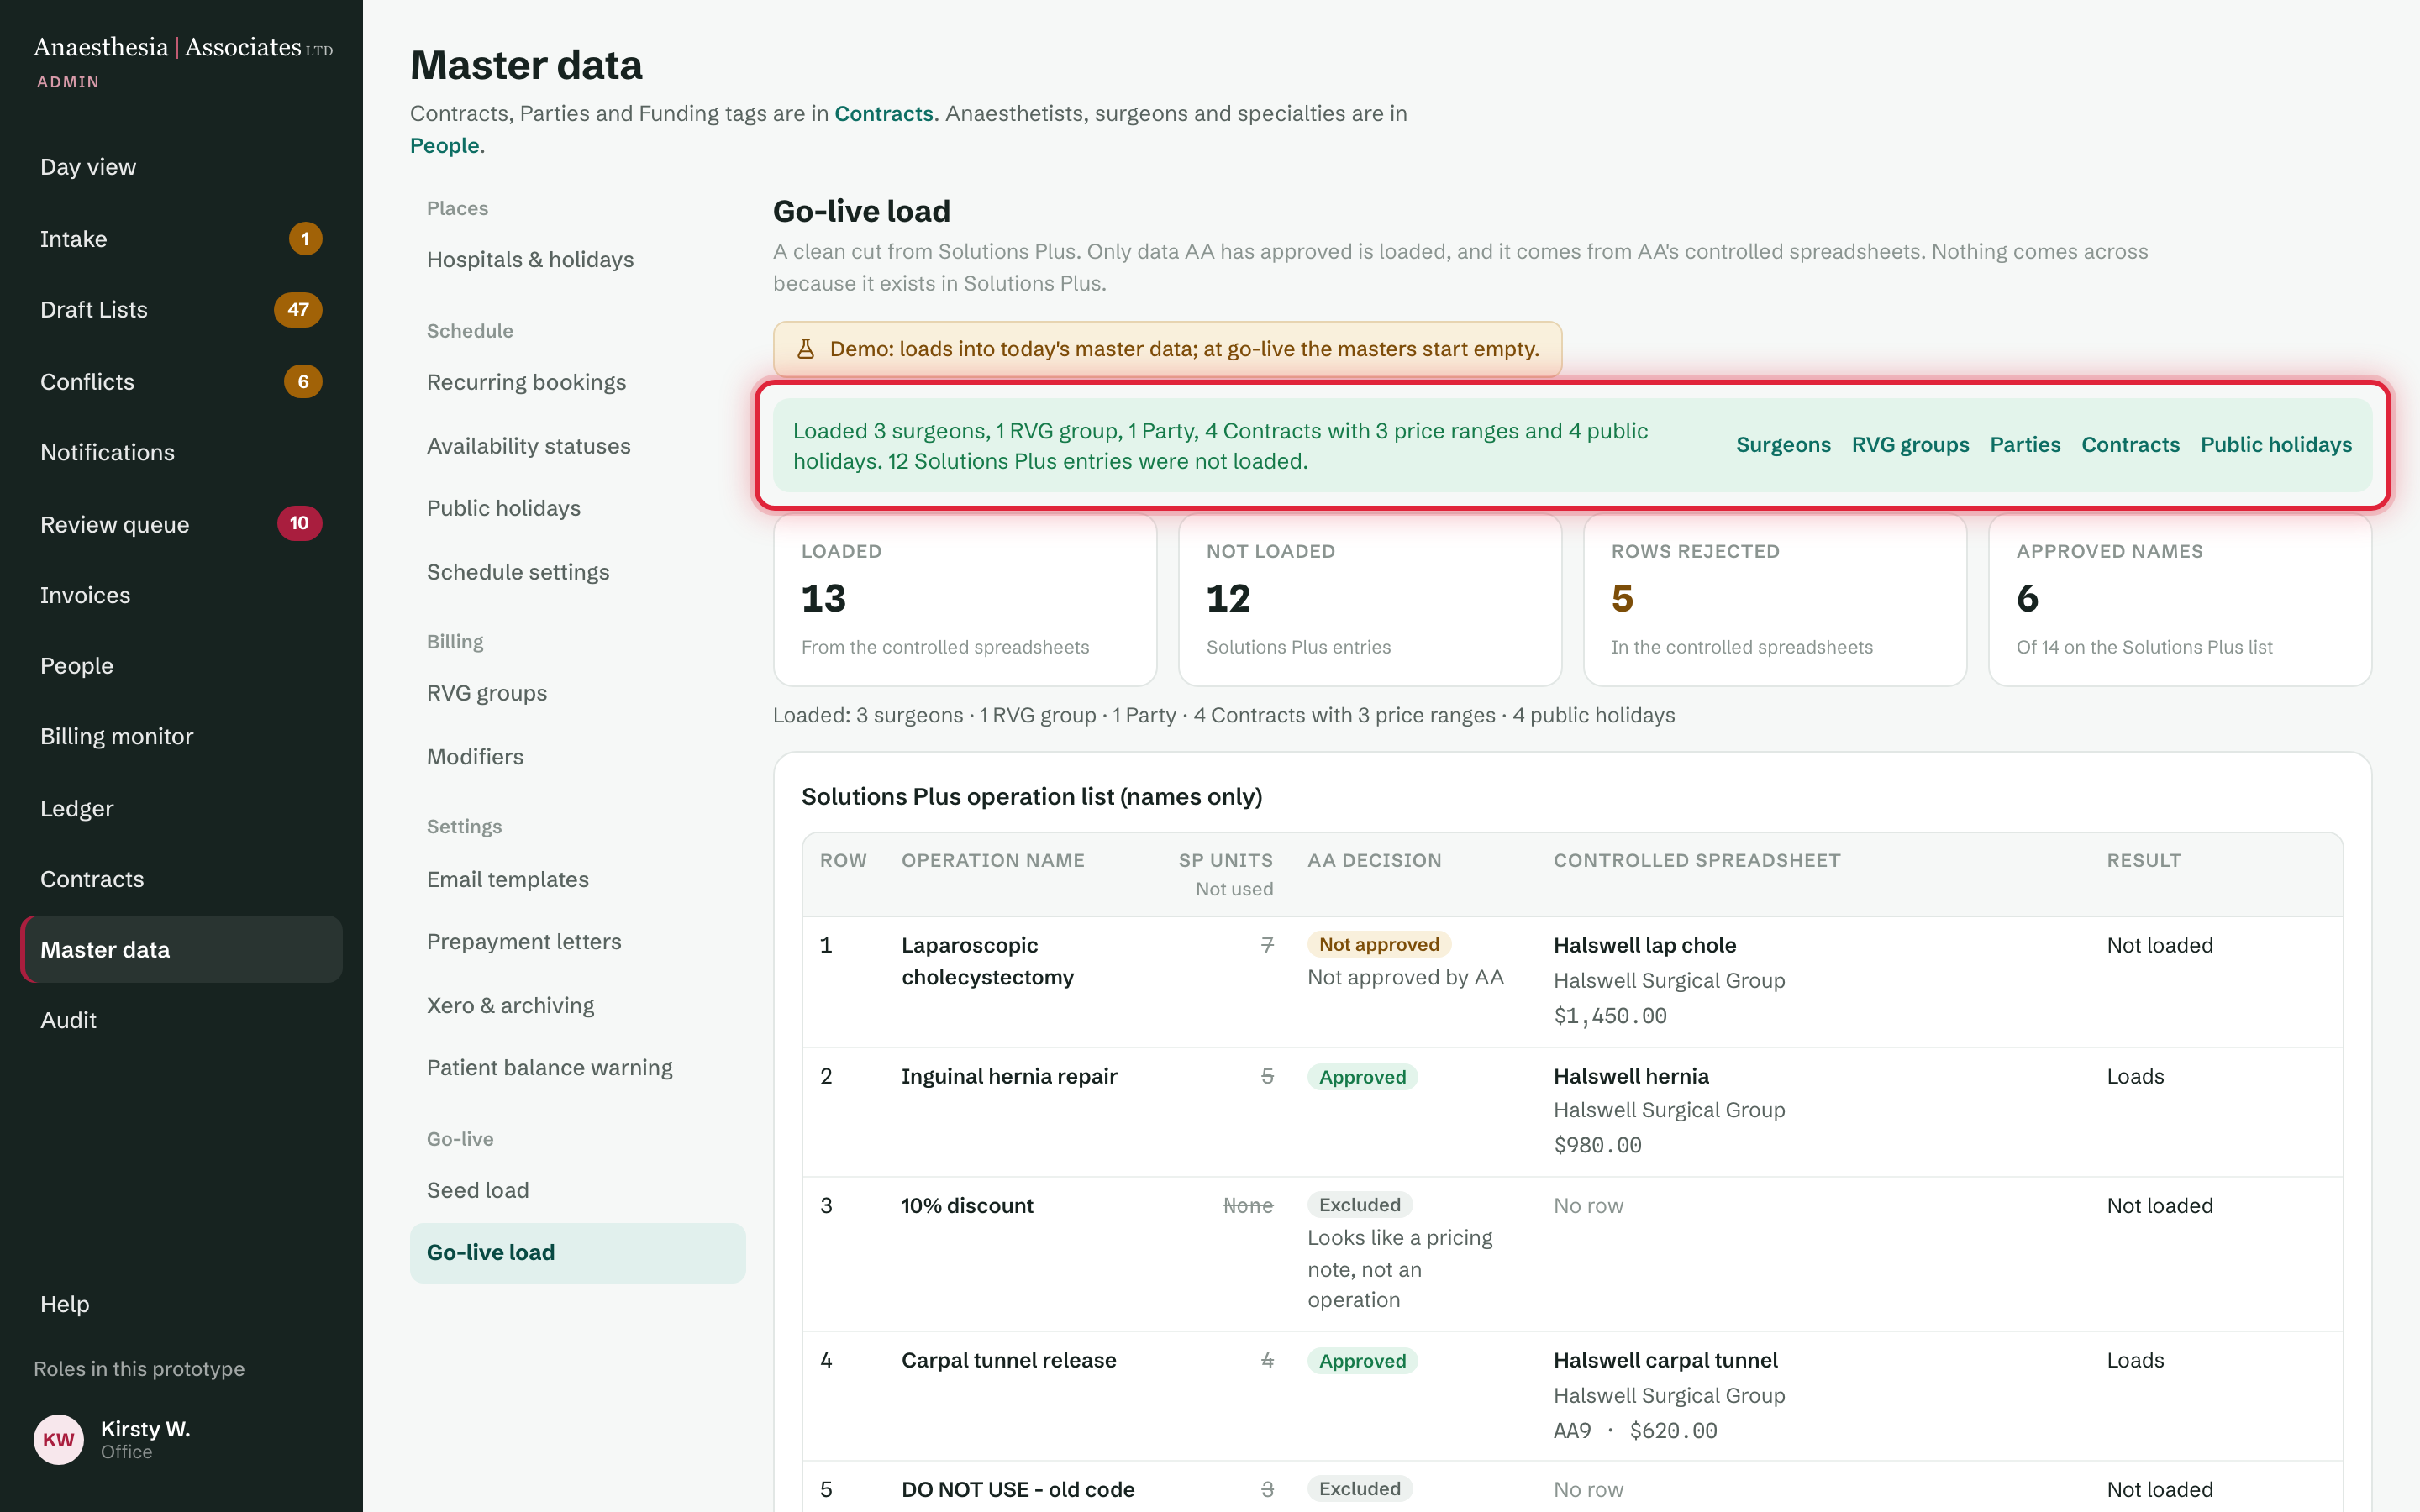 Anaesthesia | Associates LTD
ADMIN
Day view
Intake 1
Draft Lists 47
Conflicts 6
Notifications
Review queue 10
Invoices
People
Billing monitor
Ledger
Contracts
Master data
Audit
Help
Roles in this prototype
KW
Kirsty W.
Office
Master data
Contracts, Parties and Funding tags are in Contracts. Anaesthetists, surgeons and specialties are in
People.
Places
Hospitals & holidays
Schedule
Recurring bookings
Availability statuses
Public holidays
Schedule settings
Billing
RVG groups
Modifiers
Settings
Email templates
Prepayment letters
Xero & archiving
Patient balance warning
Go-live
Seed load
Go-live load
Go-live load
A clean cut from Solutions Plus. Only data AA has approved is loaded, and it comes from AA's controlled spreadsheets. Nothing comes across
because it exists in Solutions Plus.
Demo: loads into today's master data; at go-live the masters start empty.
Loaded 3 surgeons, 1 RVG group, 1 Party, 4 Contracts with 3 price ranges and 4 public
holidays. 12 Solutions Plus entries were not loaded.
Surgeons RVG groups Parties Contracts Public holidays
LOADED
13
From the controlled spreadsheets
NOT LOADED
12
Solutions Plus entries
ROWS REJECTED
5
In the controlled spreadsheets
APPROVED NAMES
6
Of 14 on the Solutions Plus list
Loaded: 3 surgeons · 1 RVG group · 1 Party · 4 Contracts with 3 price ranges · 4 public holidays
Solutions Plus operation list (names only)
ROW OPERATION NAME SP UNITS AA DECISION CONTROLLED SPREADSHEET RESULT
Not used
1 Laparoscopic 7 Not approved Halswell lap chole Not loaded
cholecystectomy Not approved by AA Halswell Surgical Group
$1,450.00
2 Inguinal hernia repair 5 Approved Halswell hernia Loads
Halswell Surgical Group
$980.00
3 10% discount None Excluded No row Not loaded
Looks like a pricing
note, not an
operation
4 Carpal tunnel release 4 Approved Halswell carpal tunnel Loads
Halswell Surgical Group
AA9 · $620.00
5 DO NOT USE - old code 3 Excluded No row Not loaded